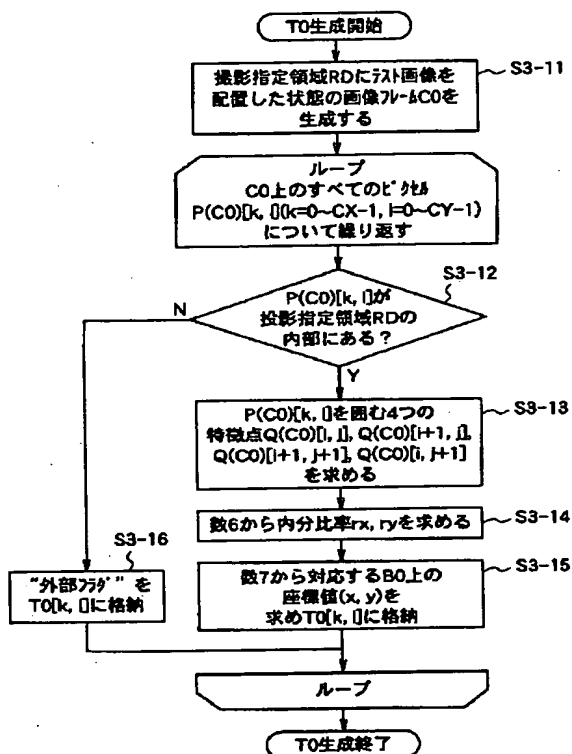 T0生成開始
撮影指定領域RDにテスト画像を
配置した状態の画像フレームC0を
生成する
S3-11
ループ
C0上のすべてのピクセル
P(C0)[k, l](k=0~CX-1, l=0~CY-1)
について繰り返す
S3-12
P(C0)[k, l]が
投影指定領域RDの
内部にある?
N
Y
P(C0)[k, l]を囲む4つの
特徴点Q(C0)[i, j], Q(C0)[i+1, j],
Q(C0)[i+1, j+1], Q(C0)[i, j+1]
を求める
S3-13
数6から内分比率rx, ryを求める
S3-14
S3-16
"外部フラグ"を
T0[k, l]に格納
数7から対応するB0上の
座標値(x, y)を
求めT0[k, l]に格納
S3-15
ループ
T0生成終了